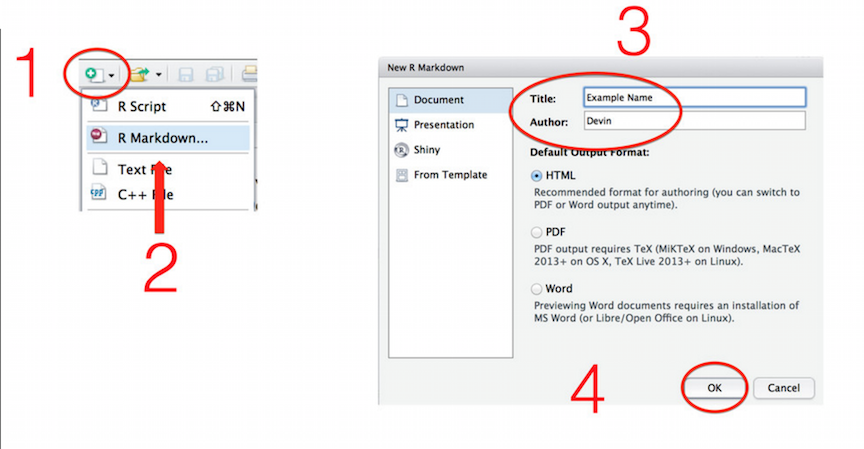 1
R Script ⇧⌘N
R Markdown...
Text File
C++ File
2
3
New R Markdown
Document
Presentation
Shiny
From Template
Title: Example Name
Author: Devin
Default Output Format:
HTML
Recommended format for authoring (you can switch to
PDF or Word output anytime).
PDF
PDF output requires TeX (MiKTeX on Windows, MacTeX
2013+ on OS X, TeX Live 2013+ on Linux).
Word
Previewing Word documents requires an installation of
MS Word (or Libre/Open Office on Linux).
4
OK
Cancel